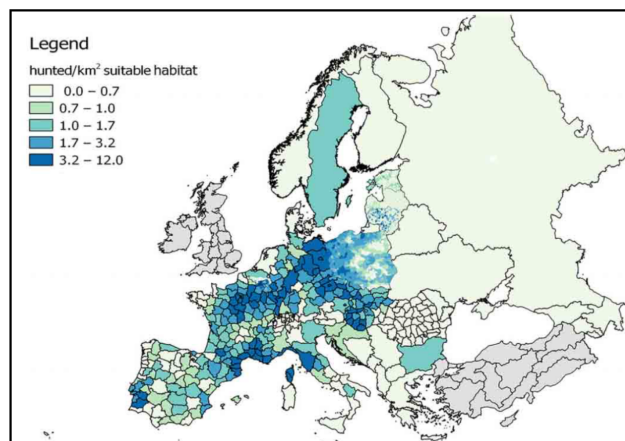 Legend
hunted/km² suitable habitat
0.0 – 0.7
0.7 – 1.0
1.0 – 1.7
1.7 – 3.2
3.2 – 12.0